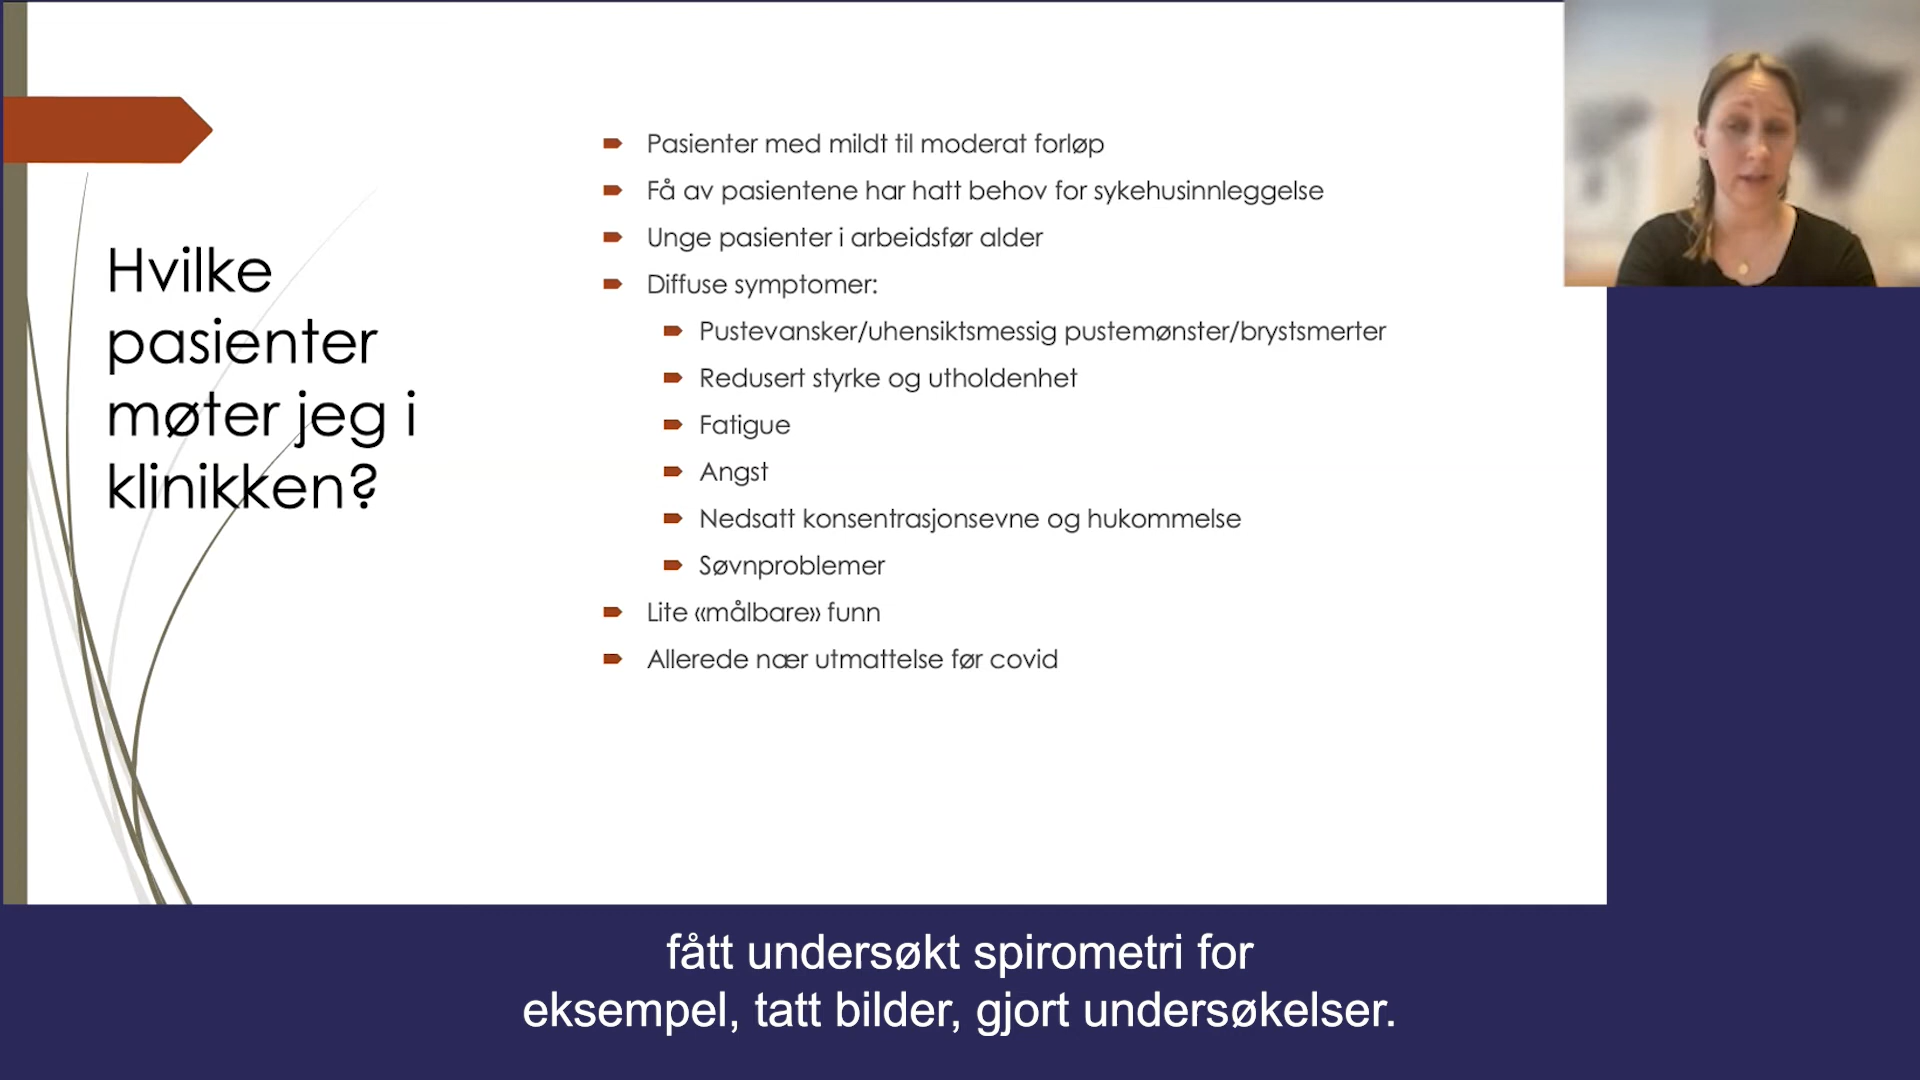 Hvilke
pasienter
møter jeg i
klinikken?
Pasienter med mildt til moderat forløp
Få av pasientene har hatt behov for sykehusinnleggelse
Unge pasienter i arbeidsfør alder
Diffuse symptomer:
Pustevansker/uhensiktsmessig pustemønster/brystsmerter
Redusert styrke og utholdenhet
Fatigue
Angst
Nedsatt konsentrasjonsevne og hukommelse
Søvnproblemer
Lite «målbare» funn
Allerede nær utmattelse før covid
fått undersøkt spirometri for
eksempel, tatt bilder, gjort undersøkelser.